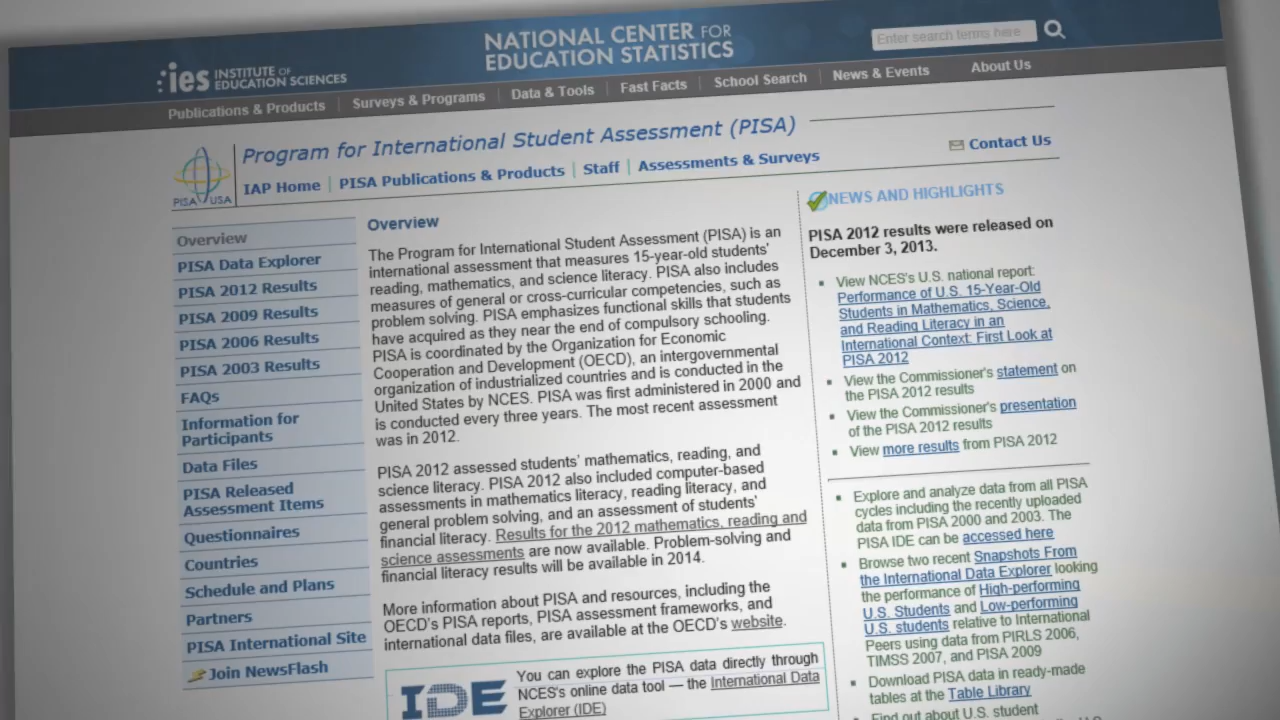 NATIONAL CENTER FOR
EDUCATION STATISTICS
Enter search terms here
ies INSTITUTE OF
EDUCATION SCIENCES
Publications & Products
Surveys & Programs
Data & Tools
Fast Facts
School Search
News & Events
About Us
PISA USA
Program for International Student Assessment (PISA)
IAP Home
PISA Publications & Products
Staff
Assessments & Surveys
Contact Us
Overview
PISA Data Explorer
PISA 2012 Results
PISA 2009 Results
PISA 2006 Results
PISA 2003 Results
FAQs
Information for
Participants
Data Files
PISA Released
Assessment Items
Questionnaires
Countries
Schedule and Plans
Partners
PISA International Site
Join NewsFlash
Overview
The Program for International Student Assessment (PISA) is an
international assessment that measures 15-year-old students'
reading, mathematics, and science literacy. PISA also includes
measures of general or cross-curricular competencies, such as
problem solving. PISA emphasizes functional skills that students
have acquired as they near the end of compulsory schooling.
PISA is coordinated by the Organization for Economic
Cooperation and Development (OECD), an intergovernmental
organization of industrialized countries and is conducted in the
United States by NCES. PISA was first administered in 2000 and
is conducted every three years. The most recent assessment
was in 2012.
PISA 2012 assessed students' mathematics, reading, and
science literacy. PISA 2012 also included computer-based
assessments in mathematics literacy, reading literacy, and
general problem solving, and an assessment of students'
financial literacy. Results for the 2012 mathematics, reading and
science assessments are now available. Problem-solving and
financial literacy results will be available in 2014.
More information about PISA and resources, including the
OECD's PISA reports, PISA assessment frameworks, and
international data files, are available at the OECD's website.
IDE
You can explore the PISA data directly through
NCES's online data tool — the International Data
Explorer (IDE)
NEWS AND HIGHLIGHTS
PISA 2012 results were released on
December 3, 2013.
View NCES's U.S. national report:
Performance of U.S. 15-Year-Old
Students in Mathematics, Science,
and Reading Literacy in an
International Context: First Look at
PISA 2012
View the Commissioner's statement on
the PISA 2012 results
View the Commissioner's presentation
of the PISA 2012 results
View more results from PISA 2012
Explore and analyze data from all PISA
cycles including the recently uploaded
data from PISA 2000 and 2003. The
PISA IDE can be accessed here
Browse two recent Snapshots From
the International Data Explorer looking
the performance of High-performing
U.S. Students and Low-performing
U.S. students relative to International
Peers using data from PIRLS 2006,
TIMSS 2007, and PISA 2009
Download PISA data in ready-made
tables at the Table Library
Find out about U.S. student